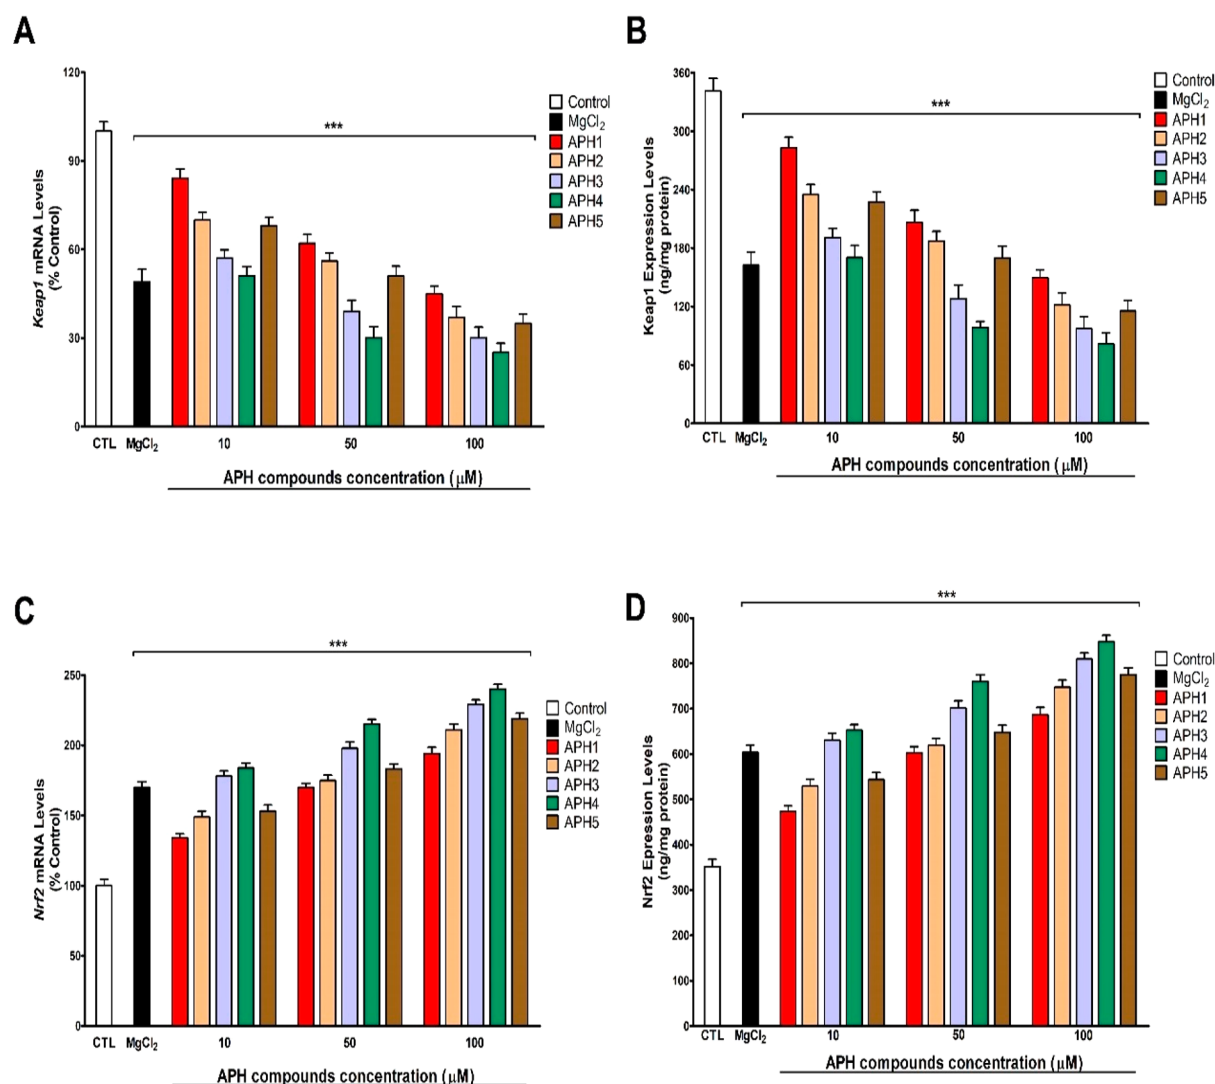 A
Keap1 mRNA Levels
(% Control)
120
90
60
30
0
***
Control
MgCl2
APH1
APH2
APH3
APH4
APH5
CTL MgCl2 10 50 100
APH compounds concentration (μM)
B
Keap1 Expression Levels
(ng/mg protein)
360
300
240
180
120
60
0
***
Control
MgCl2
APH1
APH2
APH3
APH4
APH5
CTL MgCl2 10 50 100
APH compounds concentration (μM)
C
Nrf2 mRNA Levels
(% Control)
250
200
150
100
50
0
***
Control
MgCl2
APH1
APH2
APH3
APH4
APH5
CTL MgCl2 10 50 100
APH compounds concentration (μM)
D
Nrf2 Epression Levels
(ng/mg protein)
900
800
700
600
500
400
300
200
100
0
***
Control
MgCl2
APH1
APH2
APH3
APH4
APH5
CTL MgCl2 10 50 100
APH compounds concentration (μM)